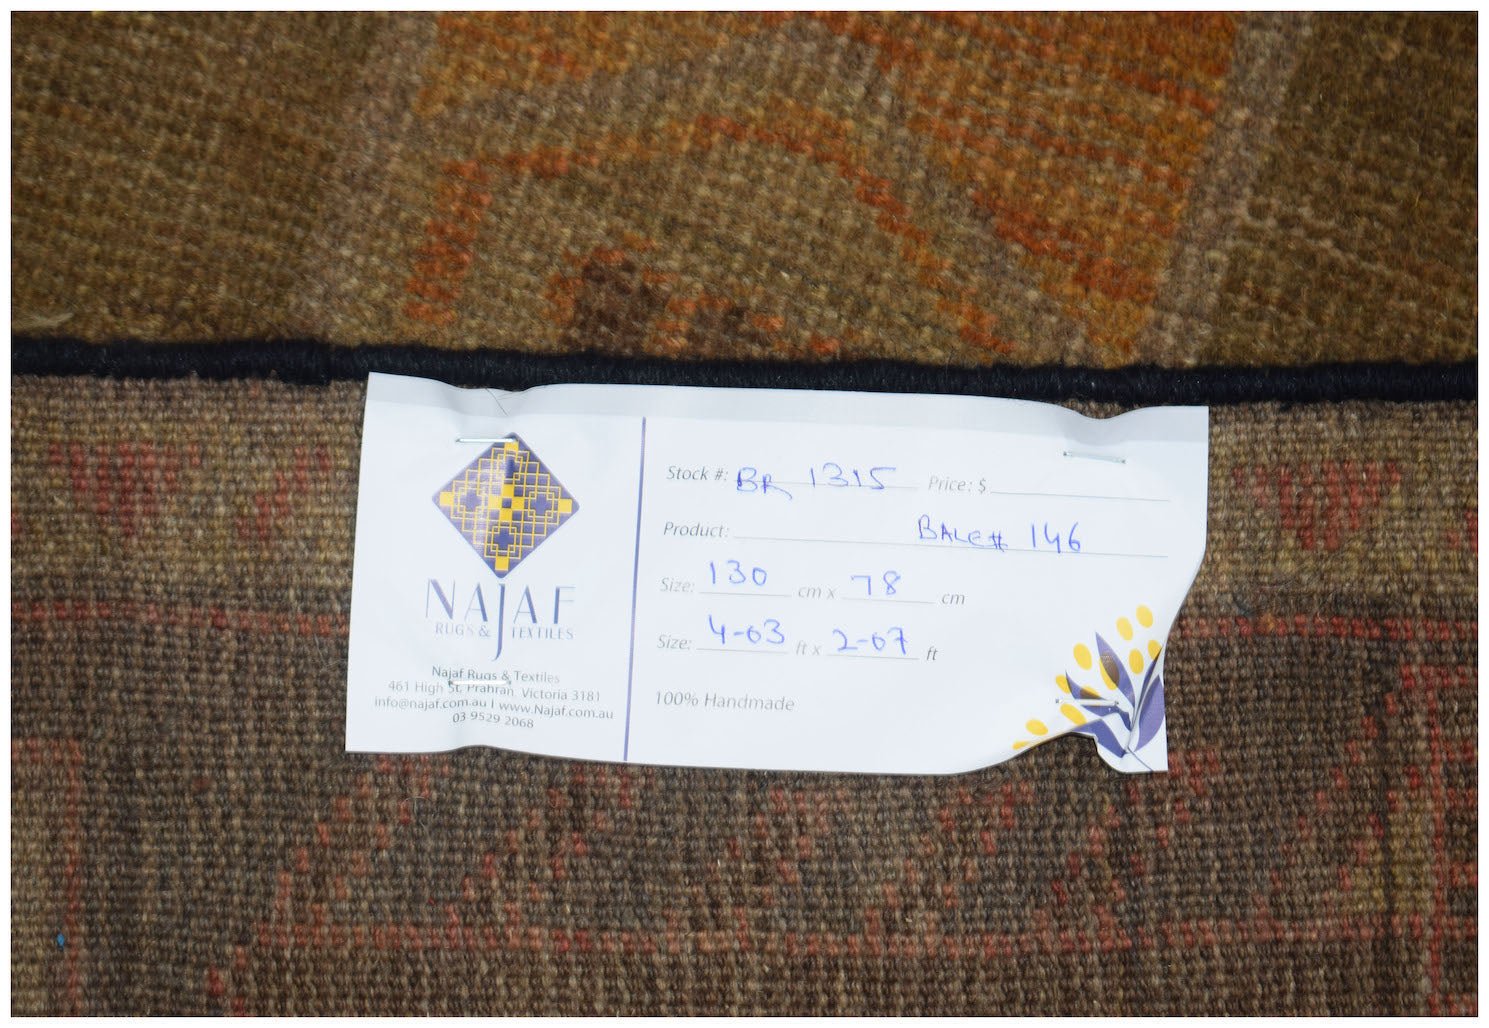 NAJAF
RUGS & TEXTILES
Najaf Rugs & Textiles
461 High St, Prahran, Victoria 3181
info@najaf.com.au I www.Najaf.com.au
03 9529 2068
Stock #: BR 1315 Price: $
Product: BALE# 146
Size: 130 cm x 78 cm
Size: 4-03 ft x 2-07 ft
100% Handmade